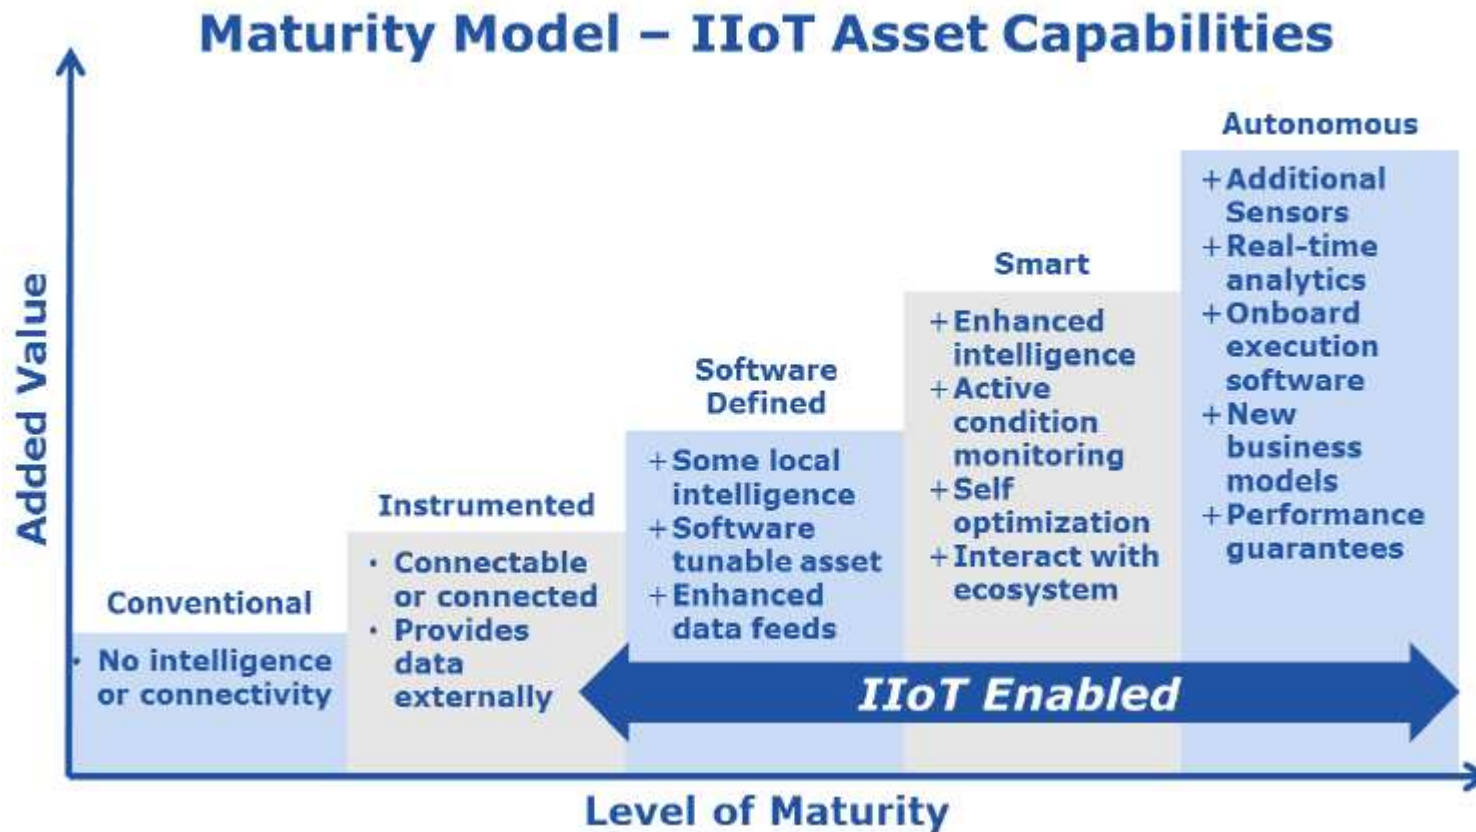 Maturity Model – IIoT Asset Capabilities
Added Value
Conventional
• No intelligence
or connectivity
Instrumented
• Connectable
or connected
• Provides
data
externally
Software
Defined
+ Some local
intelligence
+ Software
tunable asset
+ Enhanced
data feeds
Smart
+ Enhanced
intelligence
+ Active
condition
monitoring
+ Self
optimization
+ Interact with
ecosystem
Autonomous
+ Additional
Sensors
+ Real-time
analytics
+ Onboard
execution
software
+ New
business
models
+ Performance
guarantees
IIoT Enabled
Level of Maturity